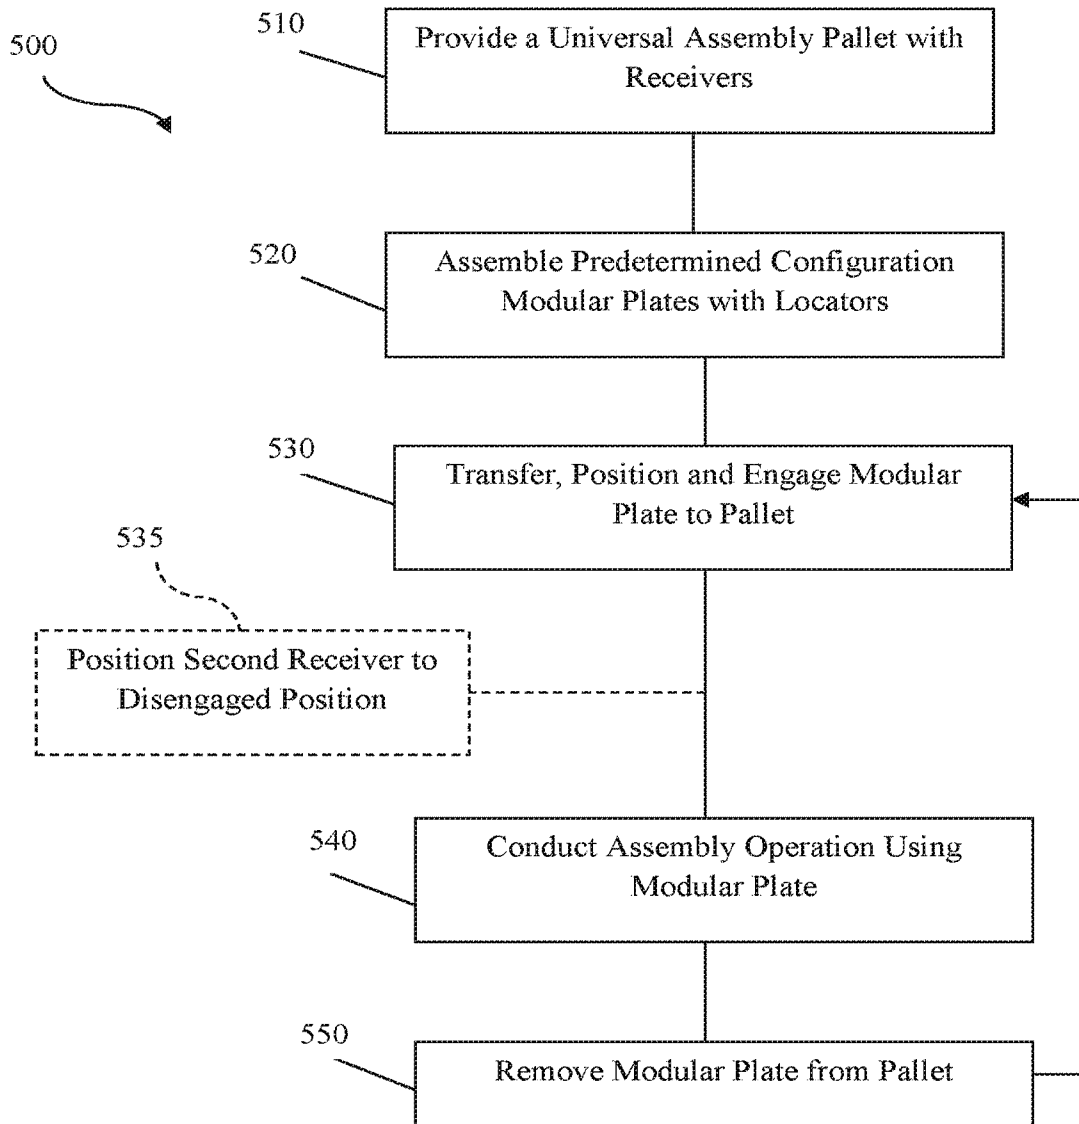 500
510
Provide a Universal Assembly Pallet with
Receivers
520
Assemble Predetermined Configuration
Modular Plates with Locators
530
Transfer, Position and Engage Modular
Plate to Pallet
535
Position Second Receiver to
Disengaged Position
540
Conduct Assembly Operation Using
Modular Plate
550
Remove Modular Plate from Pallet